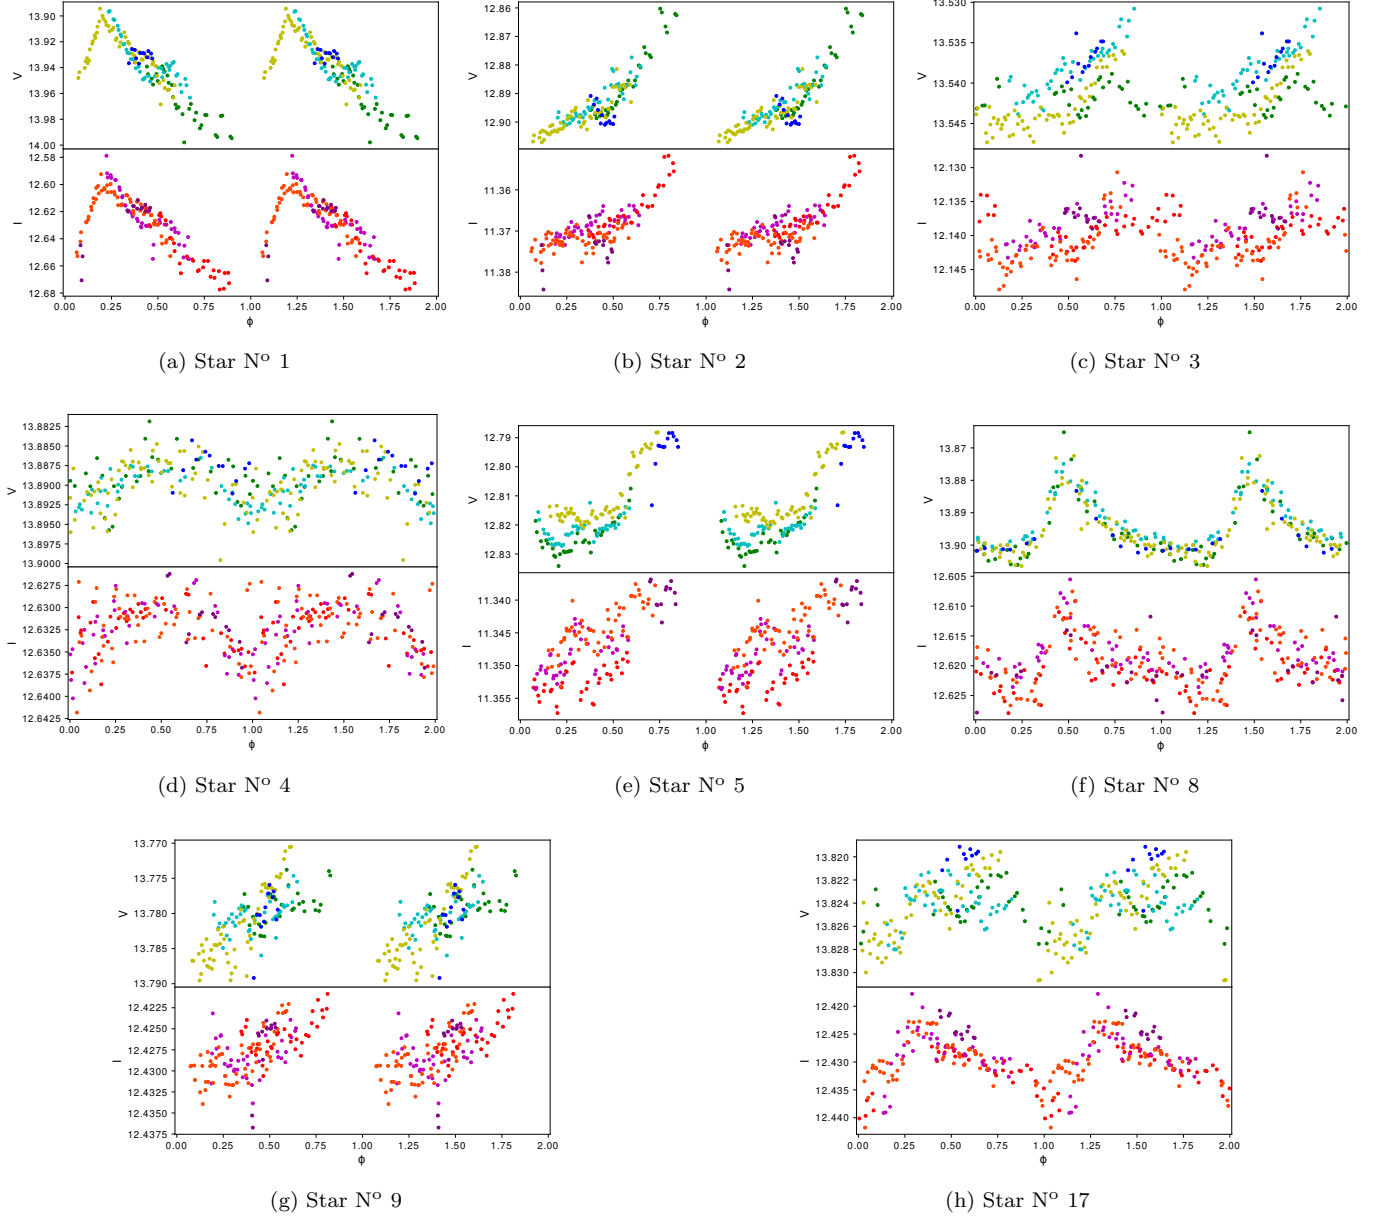 13.90
13.92
13.94
13.96
13.98
14.00
V
12.58
12.60
12.62
12.64
12.66
12.68
I
0.00 0.25 0.50 0.75 1.00 1.25 1.50 1.75 2.00
ϕ
(a) Star Nº 1
12.86
12.87
12.88
12.89
12.90
V
11.36
11.37
11.38
I
0.00 0.25 0.50 0.75 1.00 1.25 1.50 1.75 2.00
ϕ
(b) Star Nº 2
13.530
13.535
13.540
13.545
V
12.130
12.135
12.140
12.145
I
0.00 0.25 0.50 0.75 1.00 1.25 1.50 1.75 2.00
ϕ
(c) Star Nº 3
13.8825
13.8850
13.8875
13.8900
13.8925
13.8950
13.8975
13.9000
V
12.6275
12.6300
12.6325
12.6350
12.6375
12.6400
12.6425
I
0.00 0.25 0.50 0.75 1.00 1.25 1.50 1.75 2.00
ϕ
(d) Star Nº 4
12.79
12.80
12.81
12.82
12.83
V
11.340
11.345
11.350
11.355
I
0.00 0.25 0.50 0.75 1.00 1.25 1.50 1.75 2.00
ϕ
(e) Star Nº 5
13.87
13.88
13.89
13.90
V
12.605
12.610
12.615
12.620
12.625
I
0.00 0.25 0.50 0.75 1.00 1.25 1.50 1.75 2.00
ϕ
(f) Star Nº 8
13.770
13.775
13.780
13.785
13.790
V
12.4225
12.4250
12.4275
12.4300
12.4325
12.4350
12.4375
I
0.00 0.25 0.50 0.75 1.00 1.25 1.50 1.75 2.00
ϕ
(g) Star Nº 9
13.820
13.822
13.824
13.826
13.828
13.830
V
12.420
12.425
12.430
12.435
12.440
I
0.00 0.25 0.50 0.75 1.00 1.25 1.50 1.75 2.00
ϕ
(h) Star Nº 17